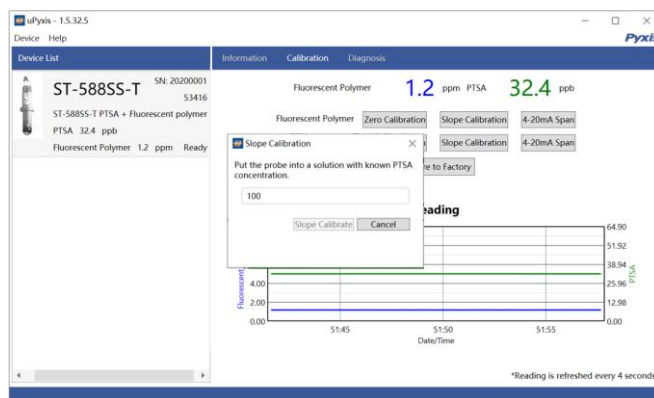 uPyxis - 1.5.32.5
Device Help
Pyxis
Device List
Information Calibration Diagnosis
ST-588SS-T
SN: 20200001
53416
ST-588SS-T PTSA + Fluorescent polymer
PTSA 32.4 ppb
Fluorescent Polymer 1.2 ppm Ready
Fluorescent Polymer 1.2 ppm PTSA 32.4 ppb
Fluorescent Polymer Zero Calibration Slope Calibration 4-20mA Span
Slope Calibration 4-20mA Span
re to Factory
Slope Calibration
Put the probe into a solution with known PTSA
concentration.
100
Slope Calibrate Cancel
eading
64.90
51.92
38.94
25.96
12.98
0.00
PTSA
Fluorescent
4.00
2.00
0.00
51:45 51:50 51:55
Date/Time
*Reading is refreshed every 4 seconds